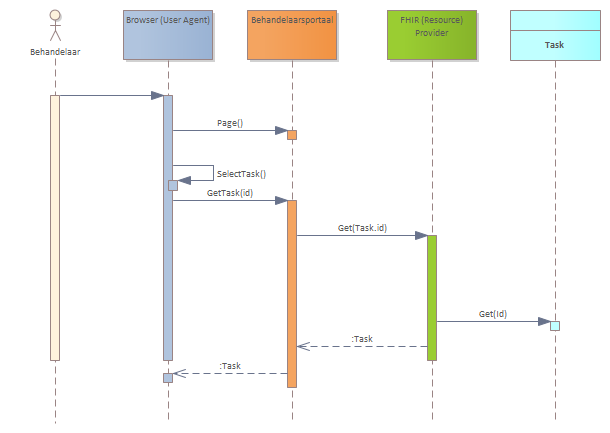 Behandelaar
Browser (User Agent)
Behandelaarsportaal
FHIR (Resource)
Provider
Task
Page()
SelectTask()
GetTask(id)
Get(Task.id)
Get(Id)
:Task
:Task